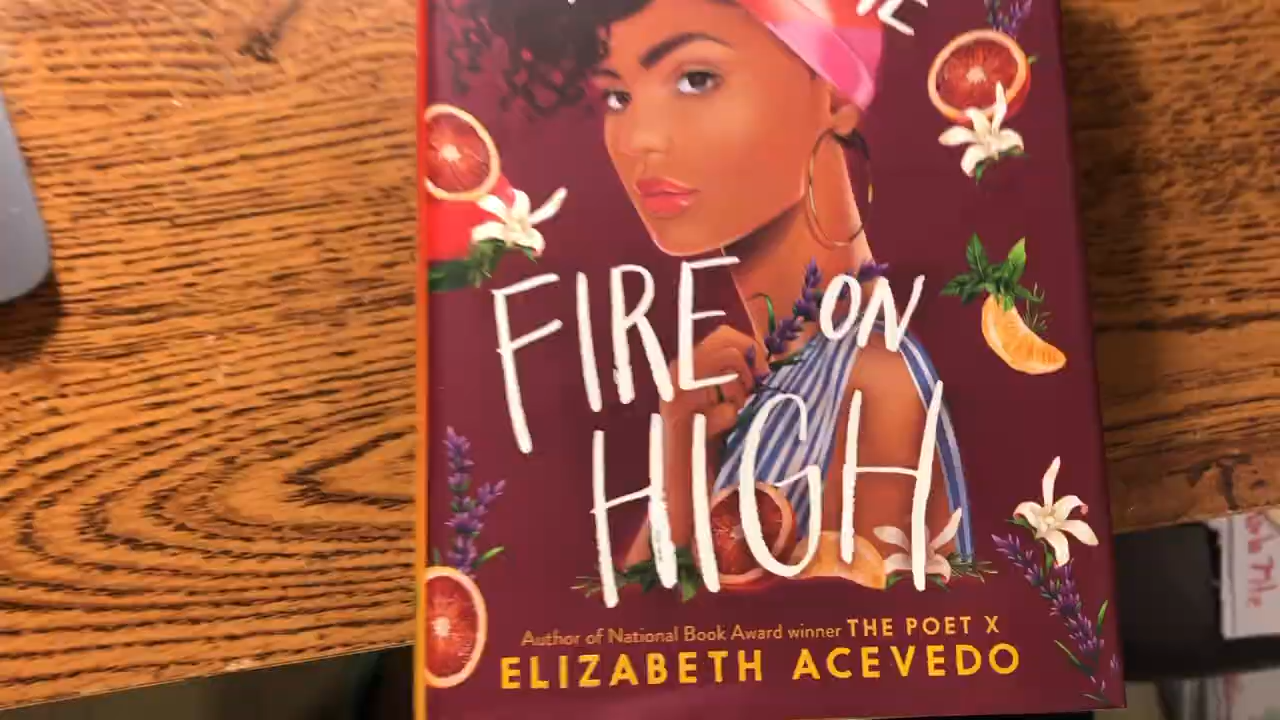 FIRE ON
HIGH
Author of National Book Award winner THE POET X
ELIZABETH ACEVEDO